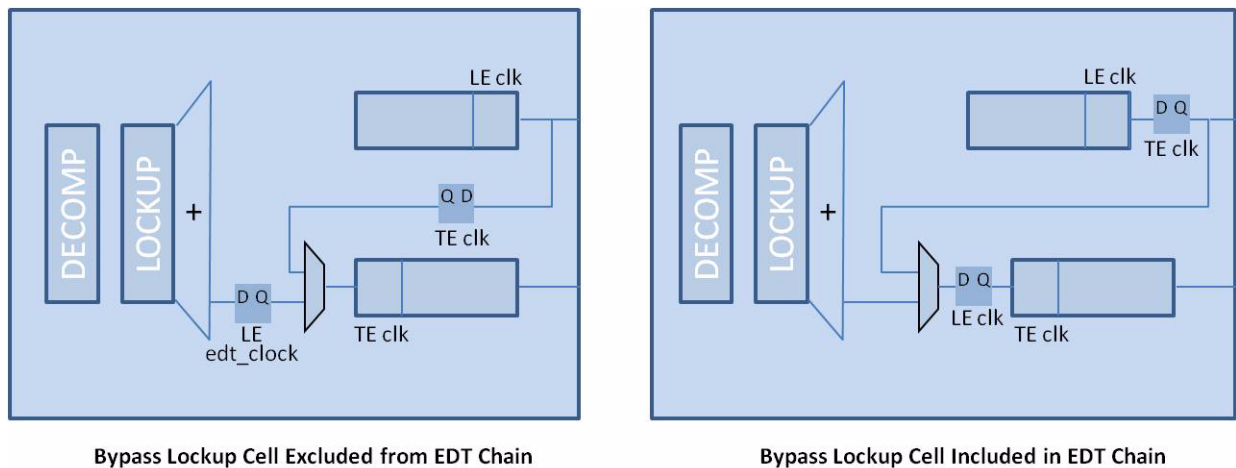 LE clk
DECOMP
LOCKUP
+
Q D
TE clk
D Q
LE
edt_clock
TE clk
Bypass Lockup Cell Excluded from EDT Chain
LE clk
D Q
TE clk
DECOMP
LOCKUP
+
D Q
LE clk
TE clk
Bypass Lockup Cell Included in EDT Chain